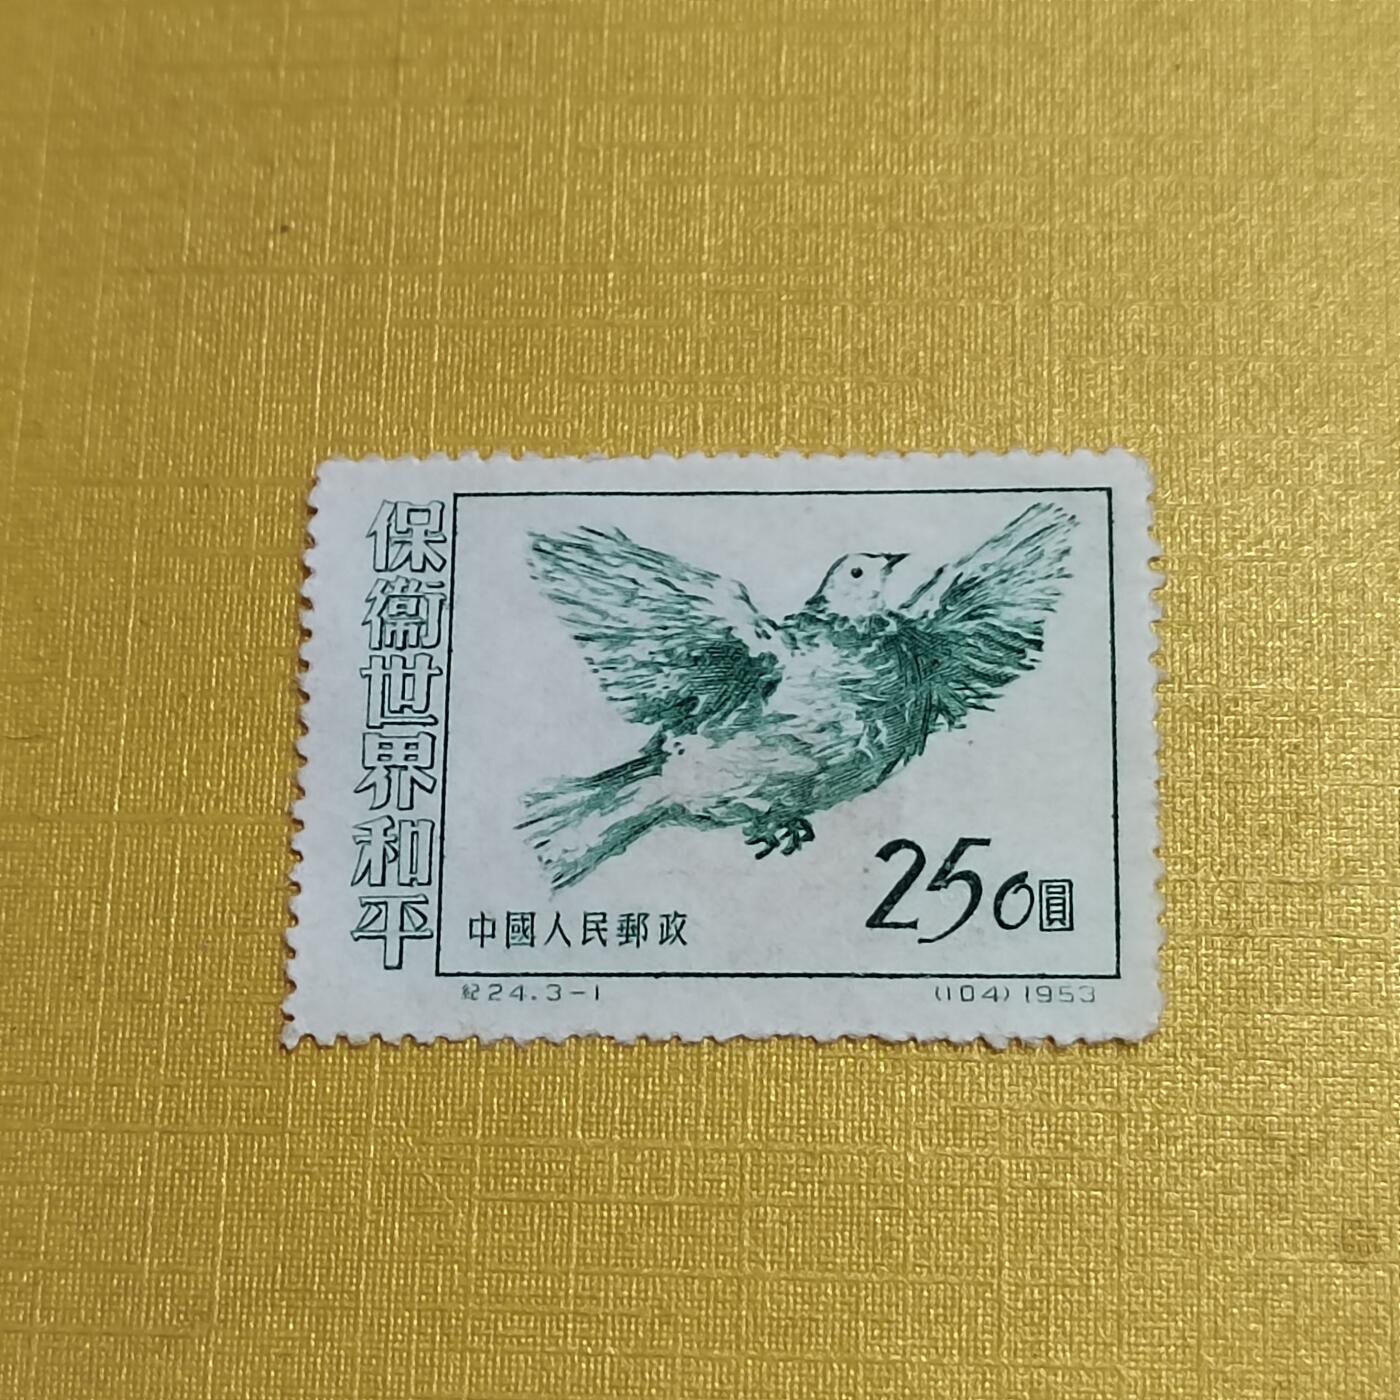 保衞世界和平
250圓
中國人民郵政
紀24.3-1
(104)1953